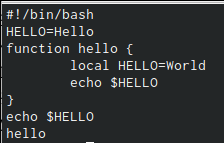 #!/bin/bash
HELLO=Hello
function hello {
        local HELLO=World
        echo $HELLO
}
echo $HELLO
hello